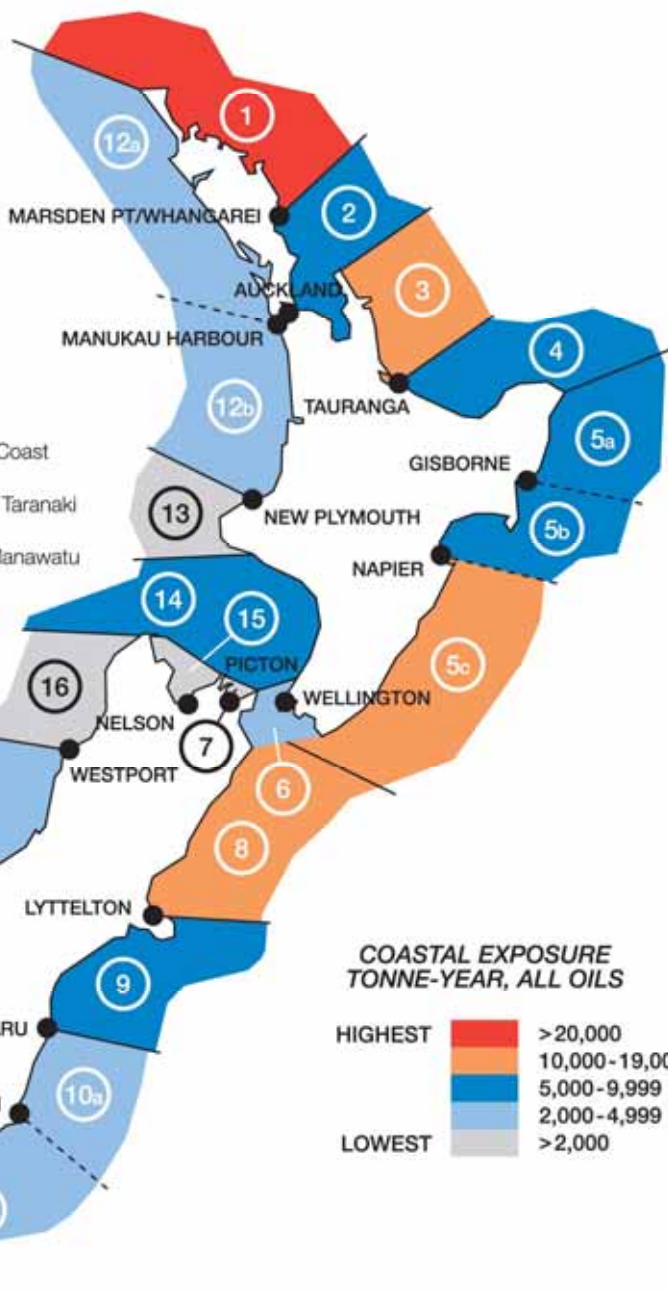 1
12a
MARSDEN PT/WHANGAREI
2
AUCKLAND
3
MANUKAU HARBOUR
4
12b
TAURANGA
5a
Coast
GISBORNE
Taranaki
13
NEW PLYMOUTH
5b
NAPIER
14
15
5c
PICTON
16
WELLINGTON
NELSON
7
WESTPORT
6
8
LYTTELTON
COASTAL EXPOSURE
TONNE-YEAR, ALL OILS
9
HIGHEST >20,000
10,000-19,00
5,000-9,999
10a
2,000-4,999
LOWEST >2,000